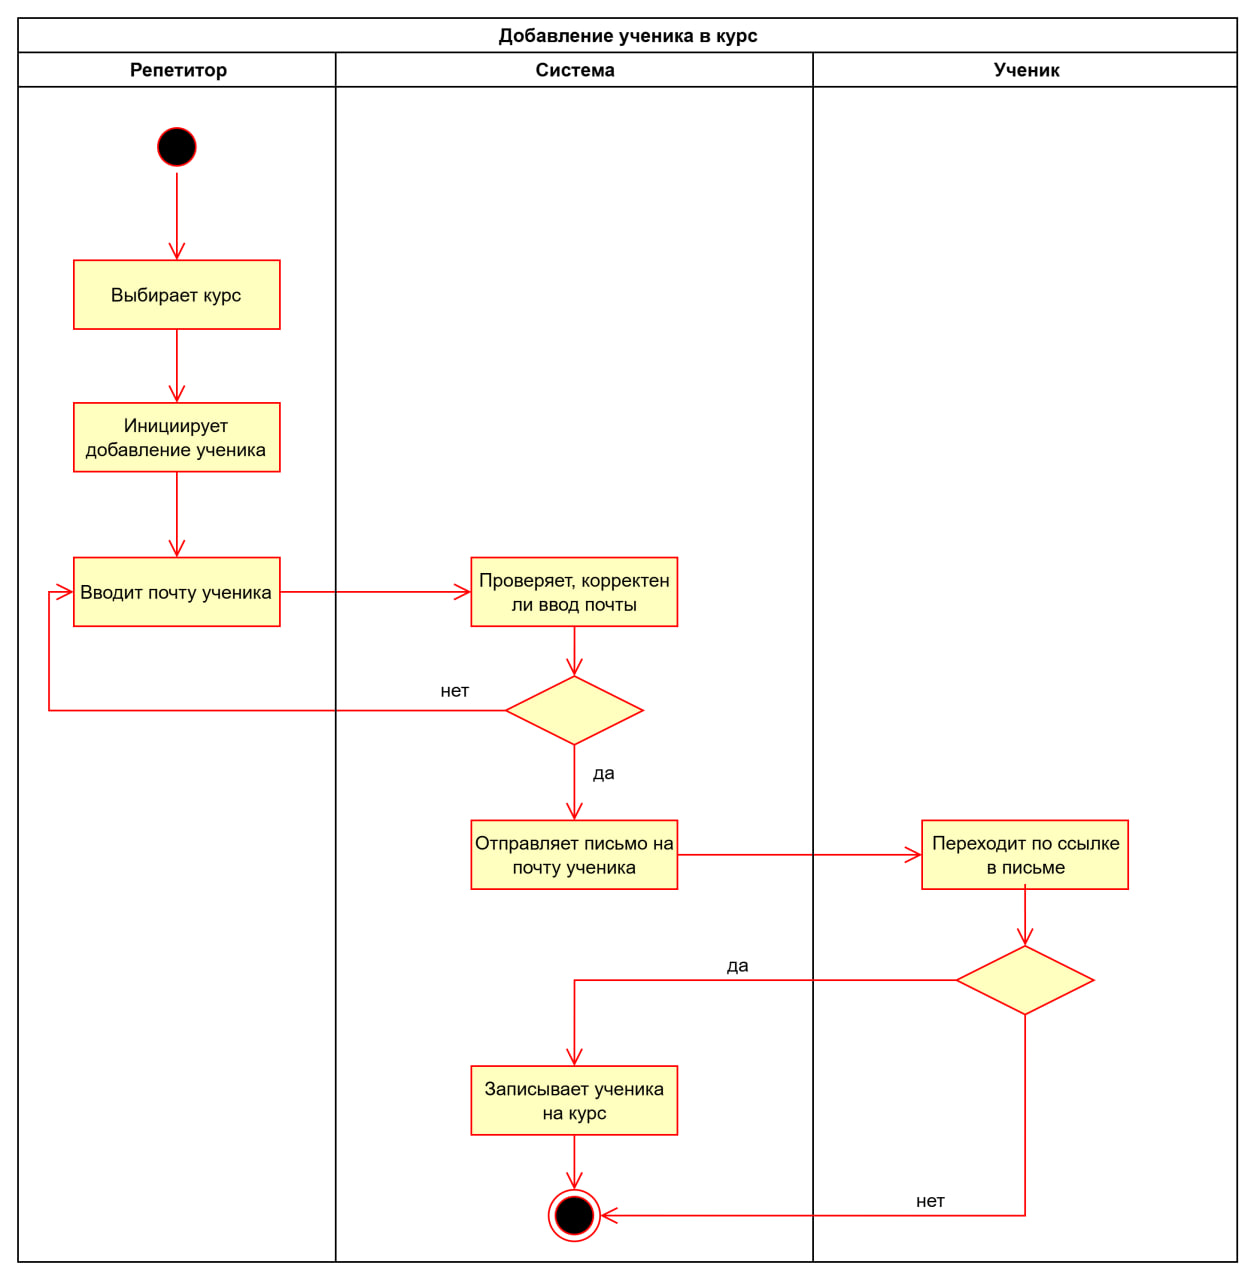 Добавление ученика в курс
Репетитор
Система
Ученик
Выбирает курс
Инициирует
добавление ученика
Вводит почту ученика
Проверяет, корректен
ли ввод почты
нет
да
Отправляет письмо на
почту ученика
Переходит по ссылке
в письме
да
Записывает ученика
на курс
нет